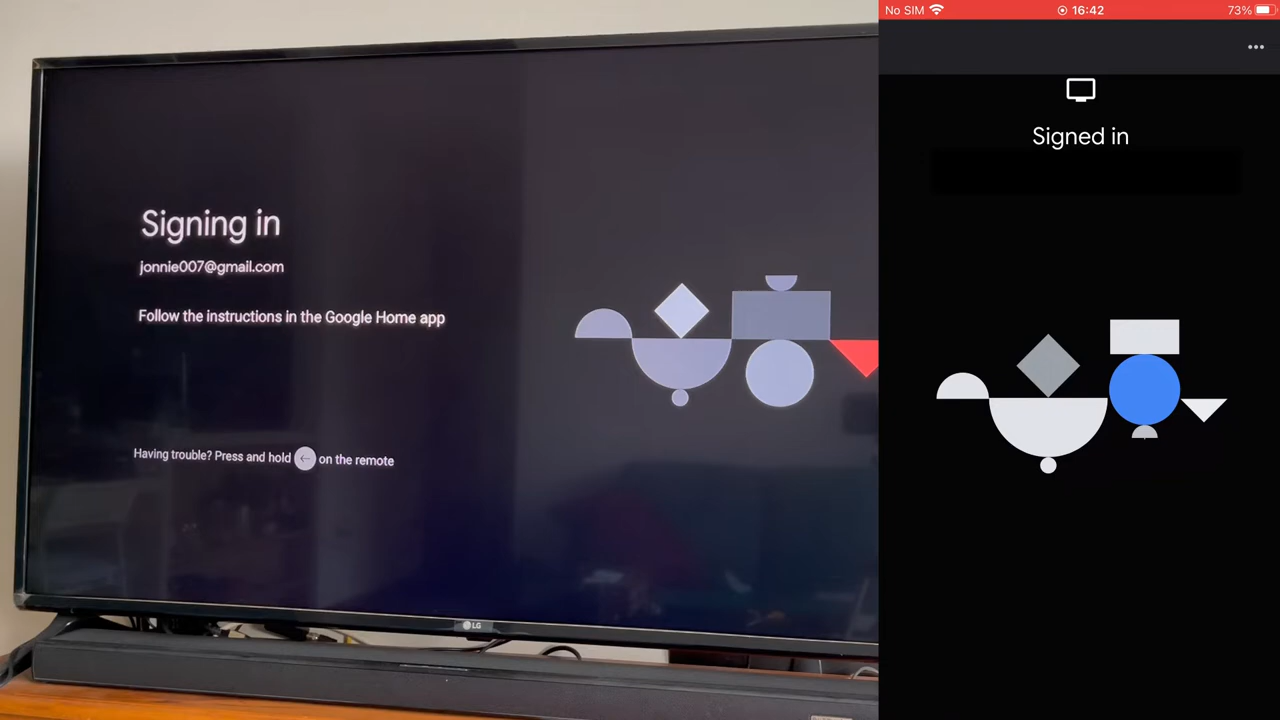 Signing in
jonnie007@gmail.com
Follow the instructions in the Google Home app
Having trouble? Press and hold ← on the remote
LG
No SIM 16:42 73%
Signed in